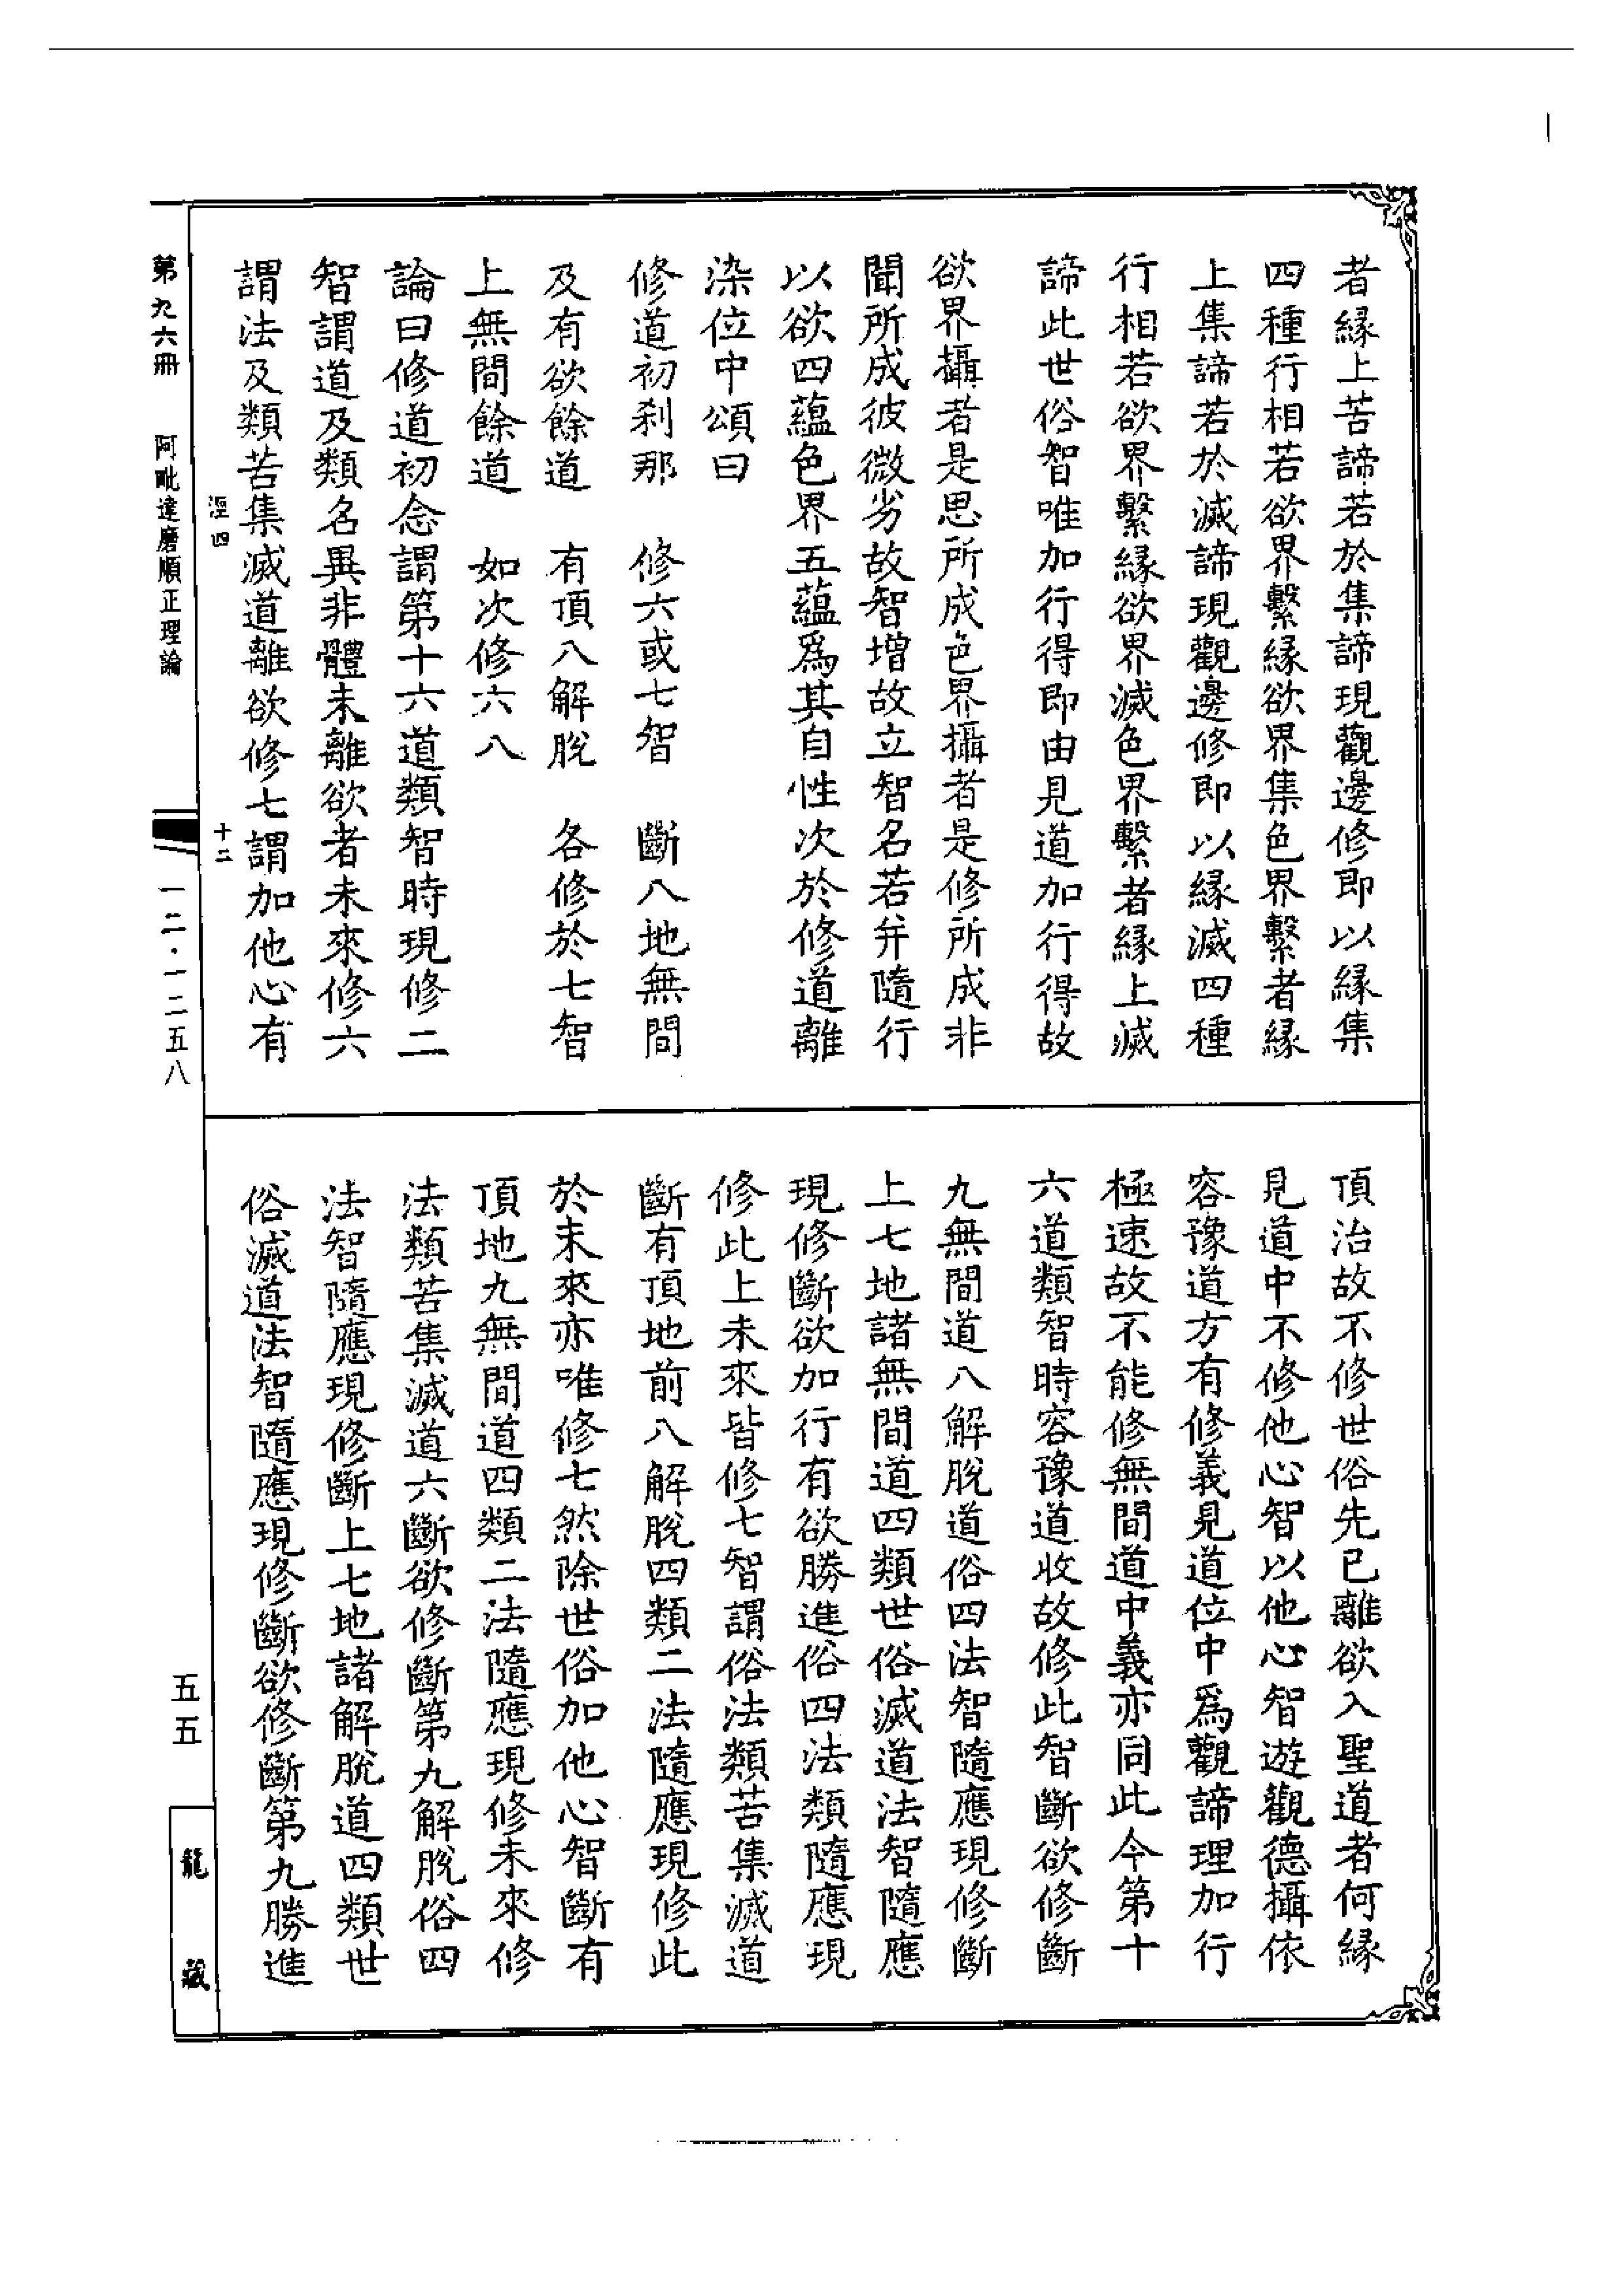 者緣上苦諦若於集諦現觀邊修即以緣集
四種行相若欲界繫緣欲界集色界繫者緣
上集諦若於滅諦現觀邊修即以緣滅四種
行相若欲界繫緣欲界滅色界繫者緣上滅
諦此世俗智唯加行得即由見道加行得故
欲界攝者是思所成色界攝者是修所成非
聞所成彼微劣故智增故立智名若弁隨行
以欲四蘊色界五蘊爲其自性次於修道離
染位中頌曰
修道初刹那　修六或七智　斷八地無間
及有欲餘道　有頂八解脫　各修於七智
上無間餘道　如次修六八
論曰修道初念謂第十六道類智時現修二
智謂道及類名異非體未離欲者未來修六
謂法及類苦集滅道離欲修七謂加他心有
頂治故不修世俗先已離欲入聖道者何緣
見道中不修他心智以他心智遊觀德攝依
容豫道方有修義見道位中爲觀諦理加行
極速故不能修無間道中義亦同此今第十
六道類智時容豫道收故修此智斷欲修斷
九無間道八解脫道俗四法智隨應現修斷
上七地諸無間道四類世俗滅道法智隨應
現修斷欲加行有欲勝進俗四法類隨應現
修此上未來皆修七智謂俗法類苦集滅道
斷有頂地前八解脫四類二法隨應現修此
於未來亦唯修七然除世俗加他心智斷有
頂地九無間道四類二法隨應現修未來修
法類苦集滅道六斷欲修斷第九解脫俗四
法智隨應現修斷上七地諸解脫道四類世
俗滅道法智隨應現修斷欲修斷第九勝進
涇四
十二
第九六冊　阿毗達磨順正理論
一二·一二五八
五五
龍藏